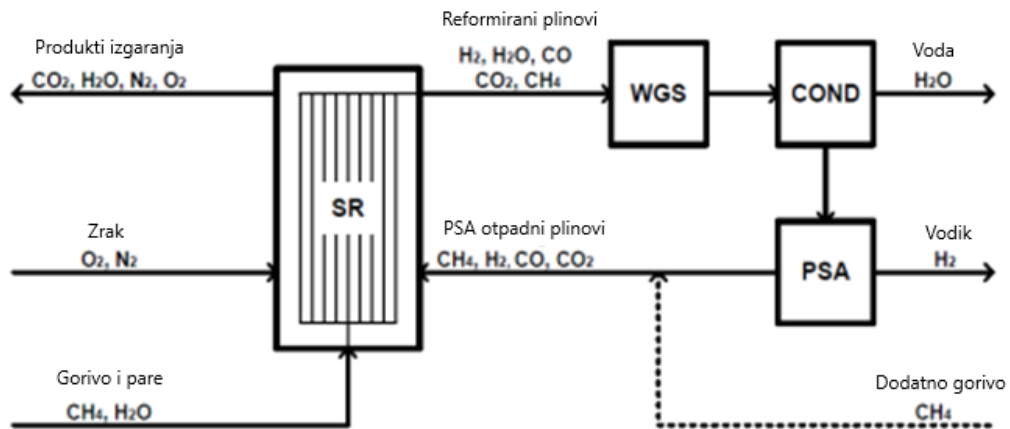 Reformirani plinovi
H₂, H₂O, CO
CO₂, CH₄
Produkti izgaranja
CO₂, H₂O, N₂, O₂
WGS
COND
Voda
H₂O
SR
Zrak
O₂, N₂
PSA otpadni plinovi
CH₄, H₂, CO, CO₂
PSA
Vodik
H₂
Gorivo i pare
CH₄, H₂O
Dodatno gorivo
CH₄